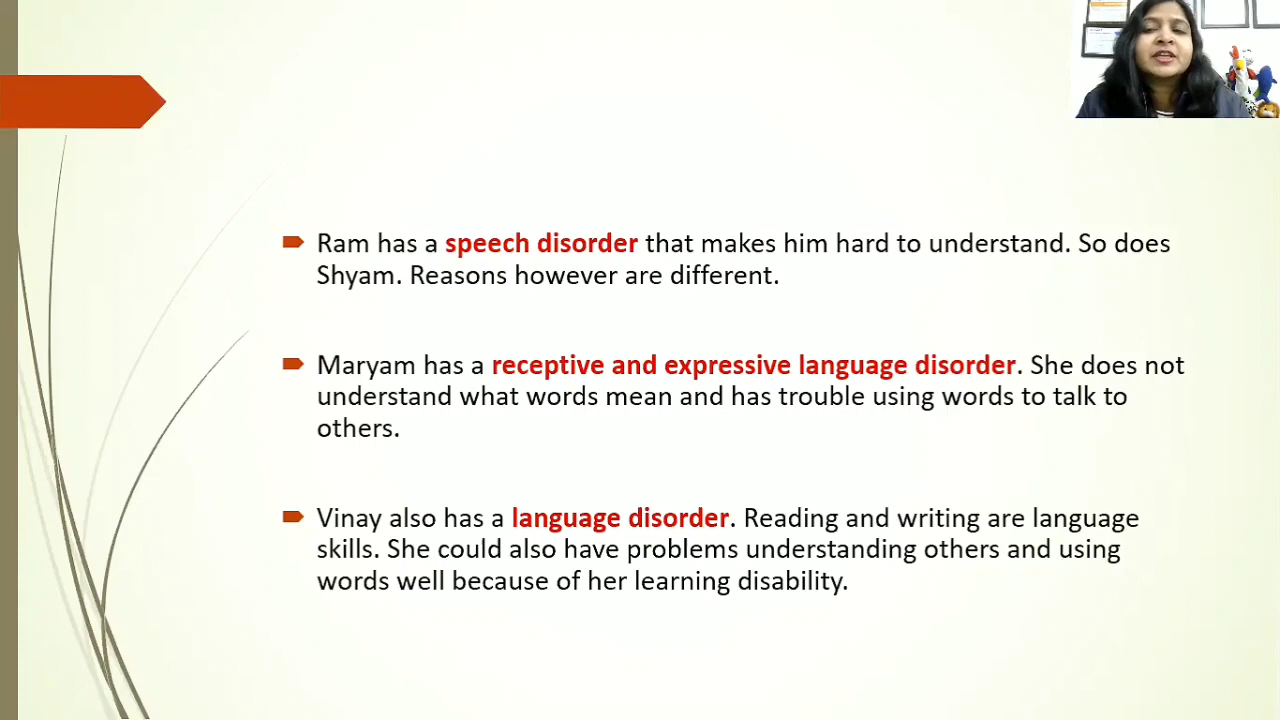 Ram has a speech disorder that makes him hard to understand. So does
Shyam. Reasons however are different.
Maryam has a receptive and expressive language disorder. She does not
understand what words mean and has trouble using words to talk to
others.
Vinay also has a language disorder. Reading and writing are language
skills. She could also have problems understanding others and using
words well because of her learning disability.